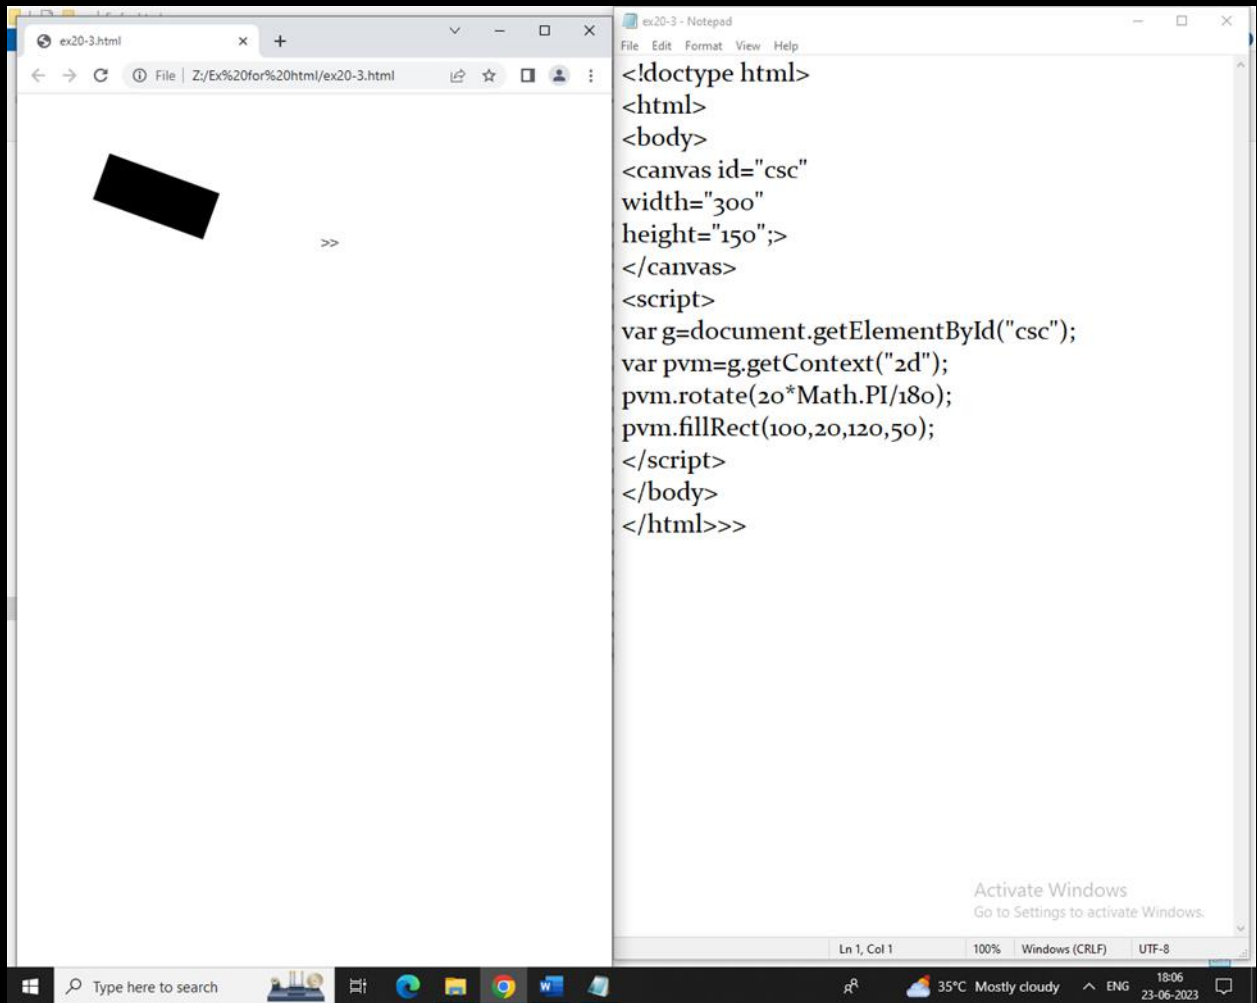 ex20-3.html
File | Z:/Ex%20for%20html/ex20-3.html
>>
ex20-3 - Notepad
File Edit Format View Help
<!doctype html>
<html>
<body>
<canvas id="csc"
width="300"
height="150";>
</canvas>
<script>
var g=document.getElementById("csc");
var pvm=g.getContext("2d");
pvm.rotate(20*Math.PI/180);
pvm.fillRect(100,20,120,50);
</script>
</body>
</html>>>
Activate Windows
Go to Settings to activate Windows.
Ln 1, Col 1 100% Windows (CRLF) UTF-8
Type here to search
35°C Mostly cloudy ENG
18:06
23-06-2023